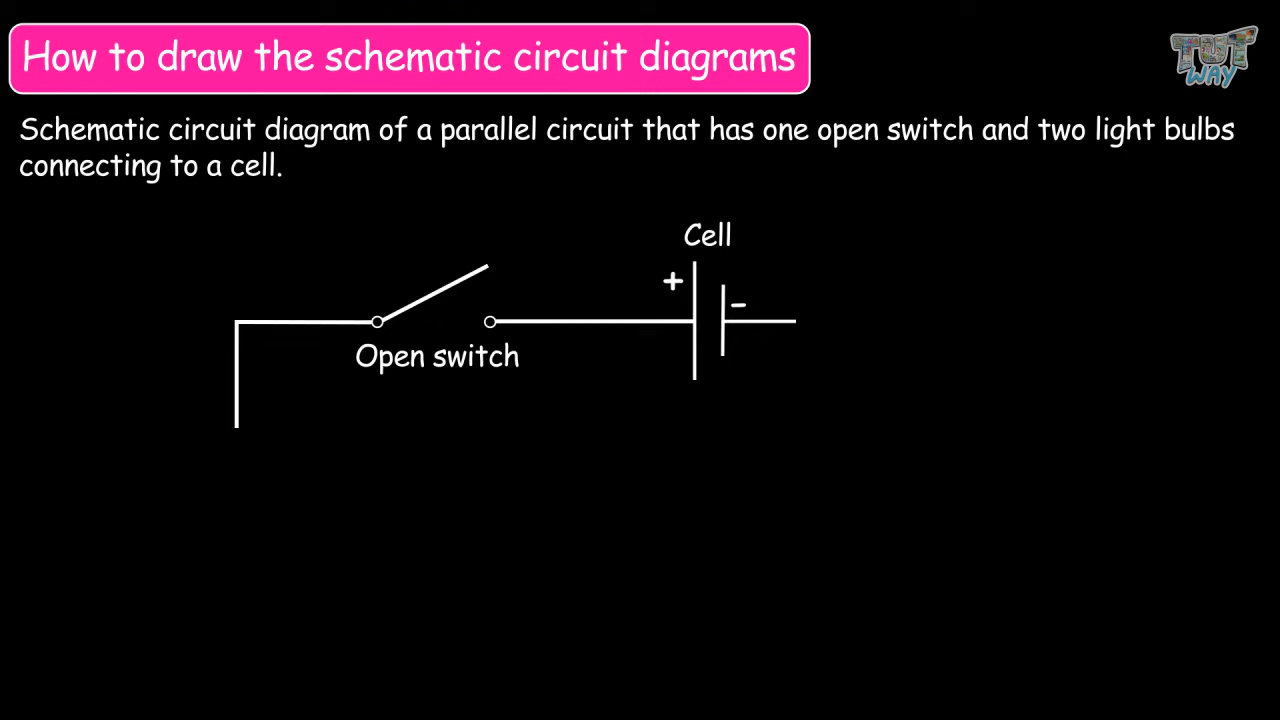 How to draw the schematic circuit diagrams
TUT
WAY
Schematic circuit diagram of a parallel circuit that has one open switch and two light bulbs
connecting to a cell.
Cell
+
-
Open switch